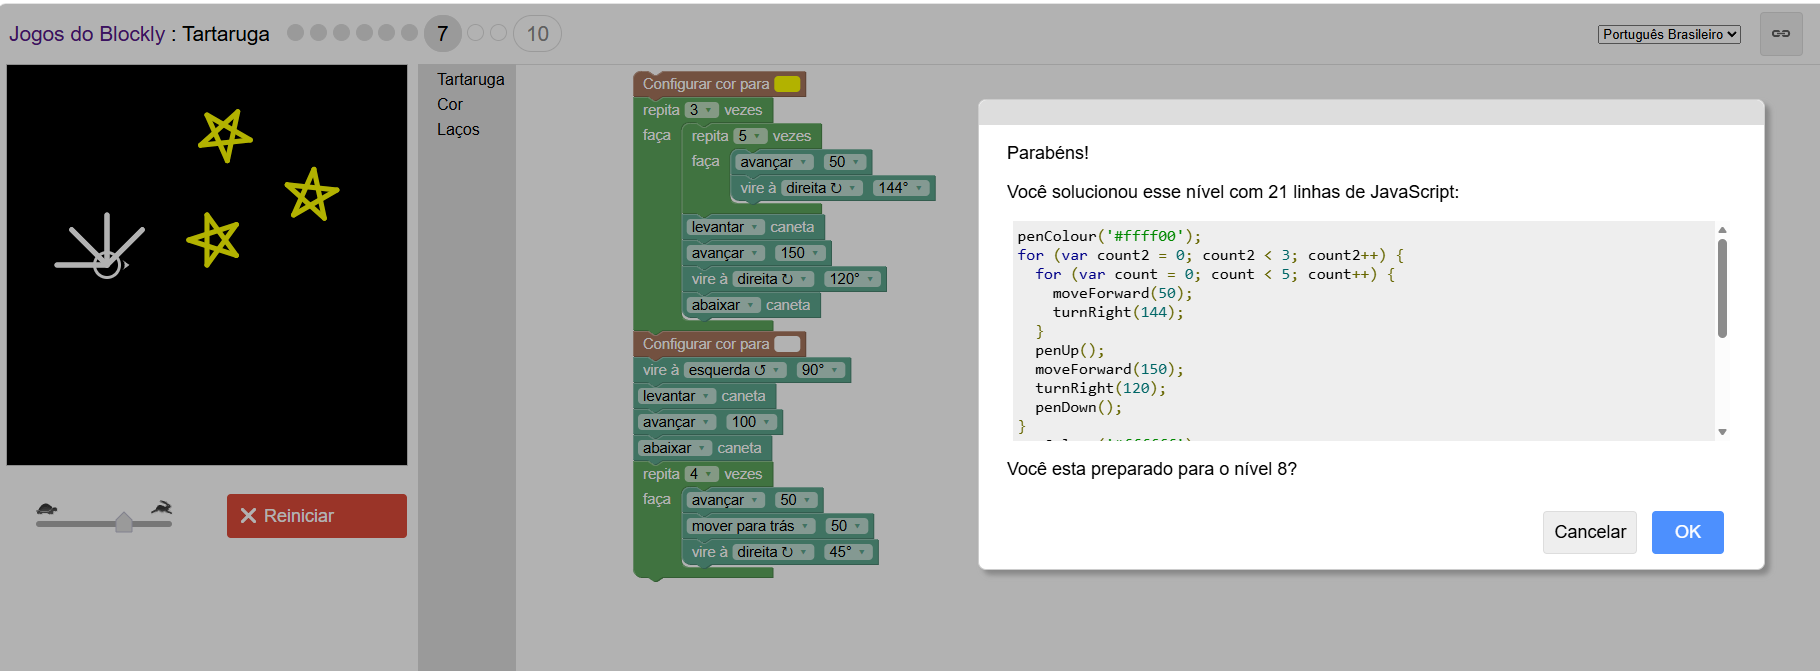 Jogos do Blockly : Tartaruga 7 10 Português Brasileiro
Tartaruga
Cor
Laços
Configurar cor para
repita 3 vezes
faça repita 5 vezes
faça avançar 50
vire à direita ↻ 144°
levantar caneta
avançar 150
vire à direita ↻ 120°
abaixar caneta
Configurar cor para
vire à esquerda ↺ 90°
levantar caneta
avançar 100
abaixar caneta
repita 4 vezes
faça avançar 50
mover para trás 50
vire à direita ↻ 45°
Reiniciar
Parabéns!
Você solucionou esse nível com 21 linhas de JavaScript:
penColour('#ffff00');
for (var count2 = 0; count2 < 3; count2++) {
for (var count = 0; count < 5; count++) {
moveForward(50);
turnRight(144);
}
penUp();
moveForward(150);
turnRight(120);
penDown();
}
Você esta preparado para o nível 8?
Cancelar OK